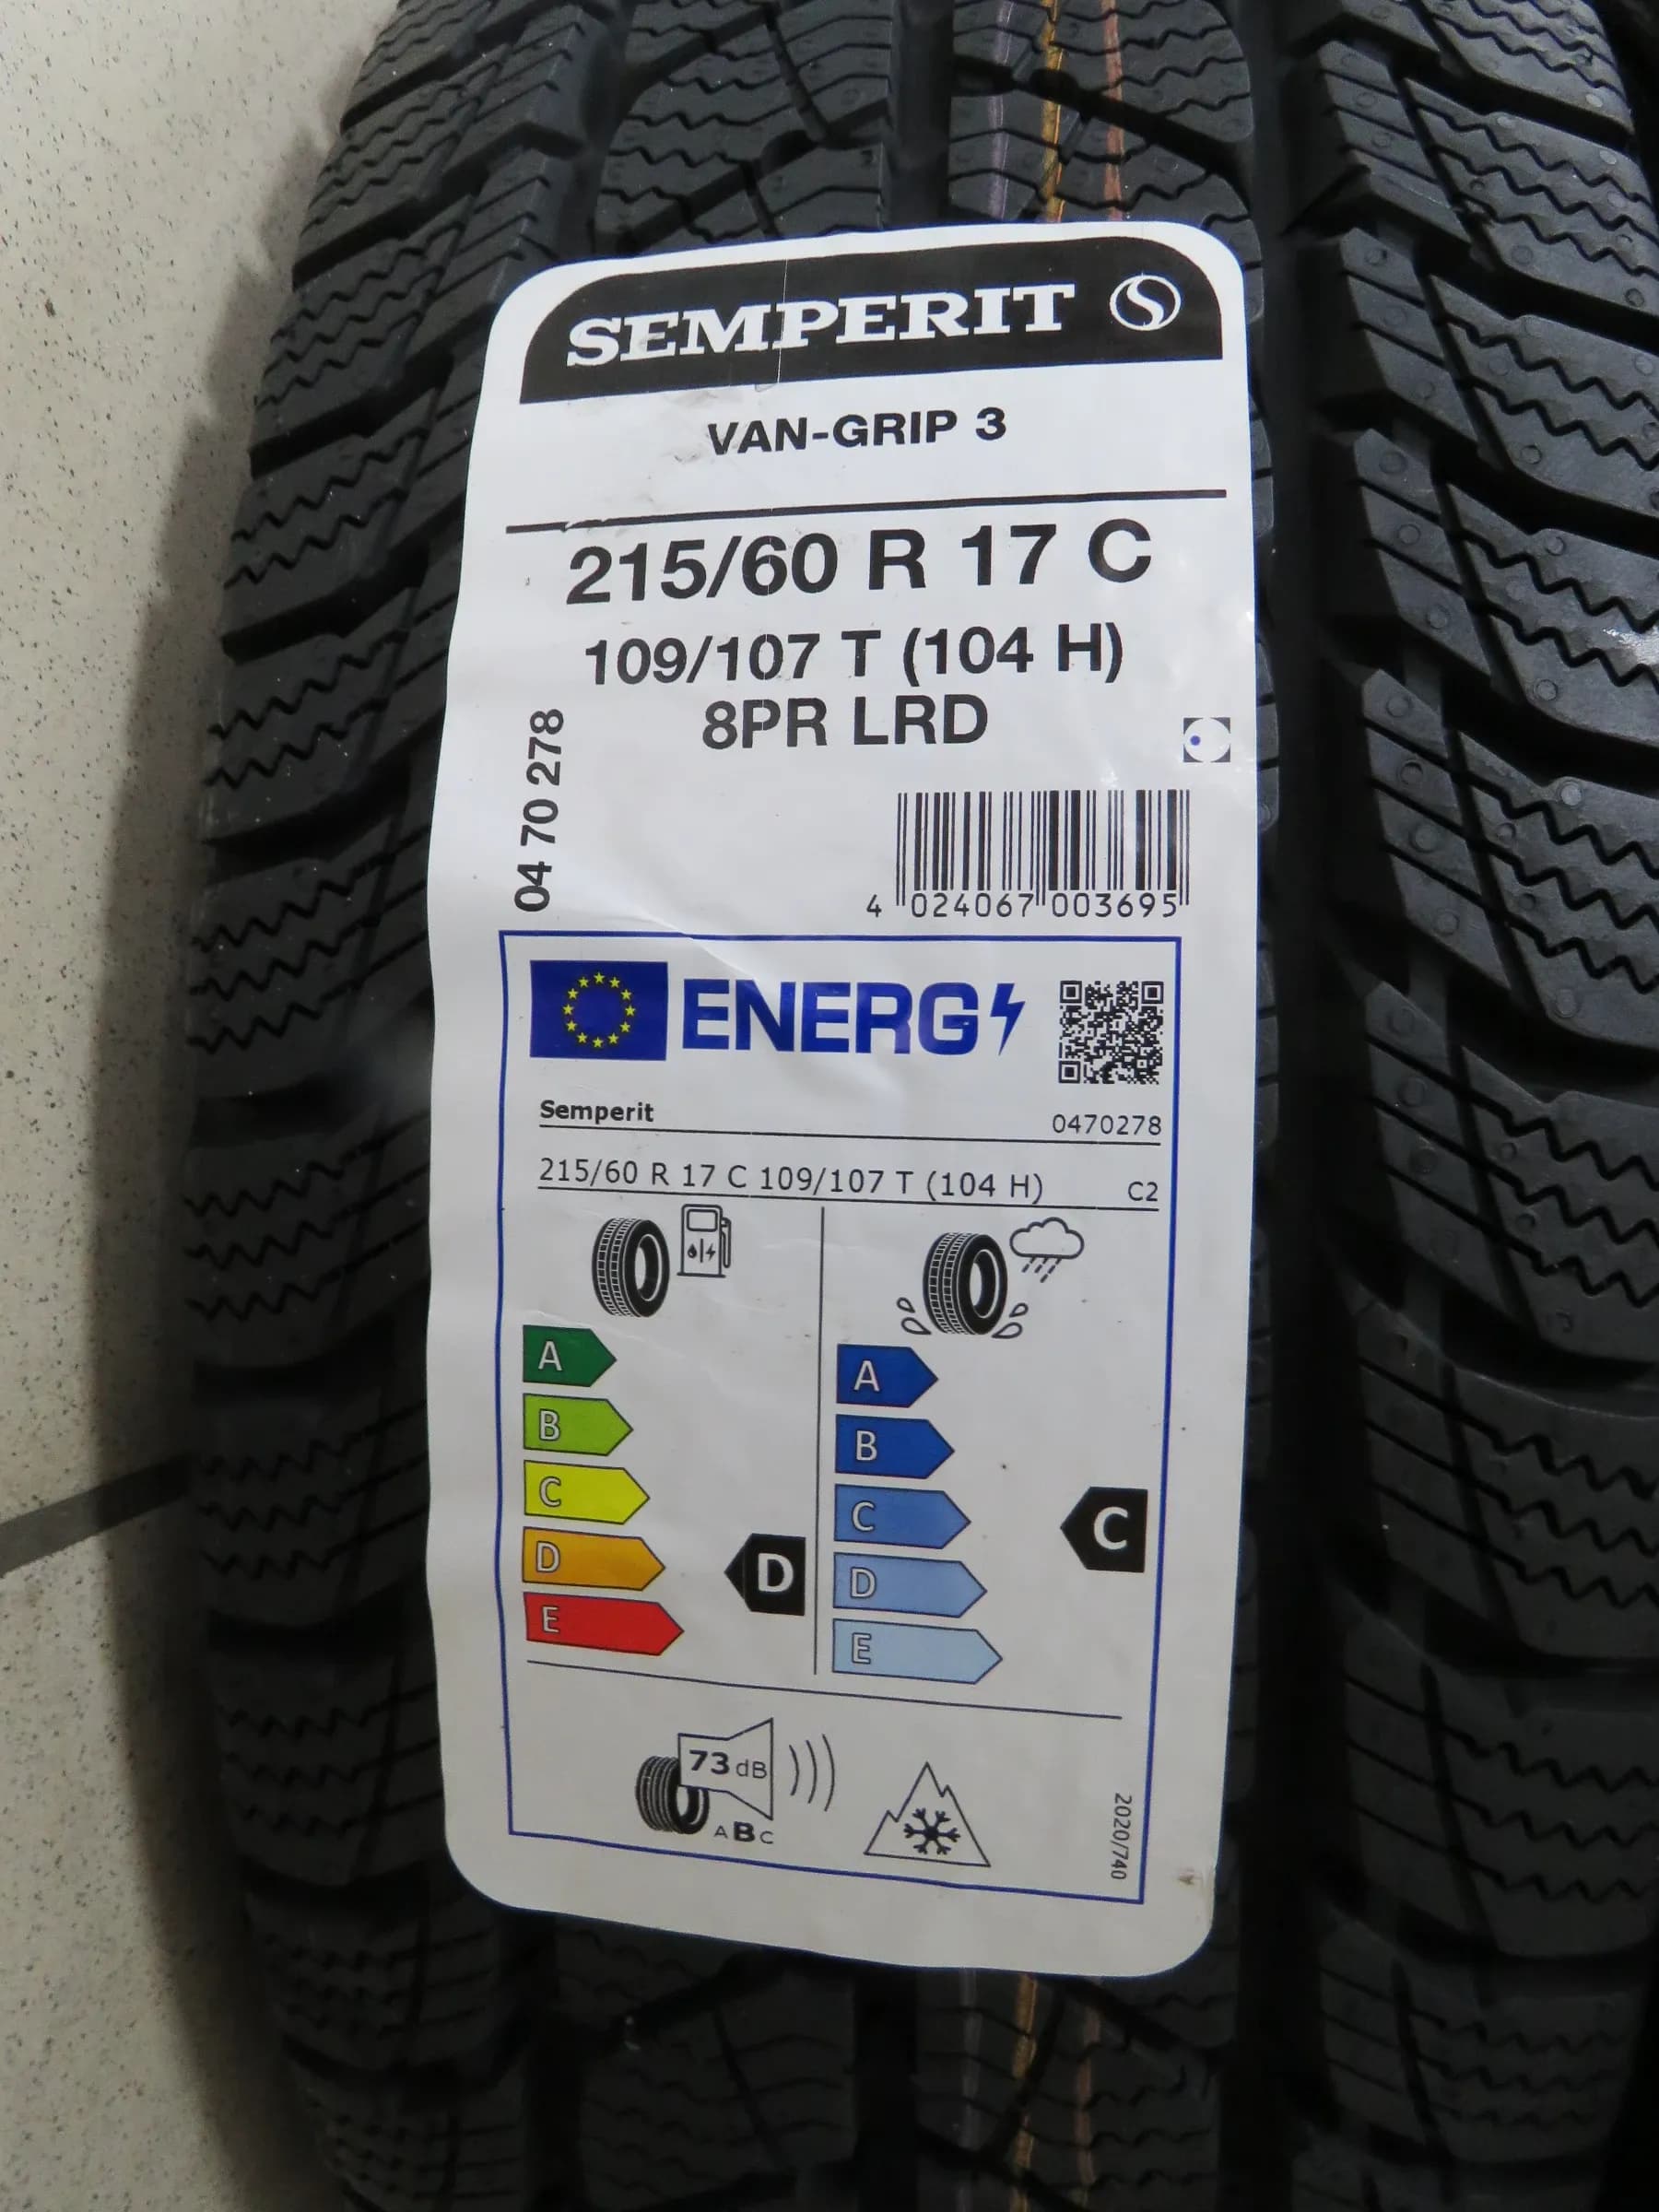 SEMPERIT
VAN-GRIP 3
215/60 R 17 C
109/107 T (104 H)
8PR LRD
04 70 278
4 024067 003695
ENERG
Semperit 0470278
215/60 R 17 C 109/107 T (104 H) C2
A
B
C
D
E
D
A
B
C
D
E
C
73 dB
ABC
2020/740